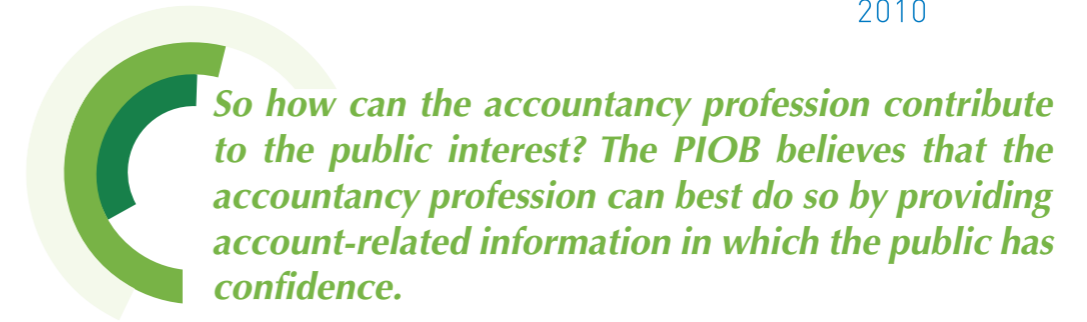 2010
So how can the accountancy profession contribute
to the public interest? The PIOB believes that the
accountancy profession can best do so by providing
account-related information in which the public has
confidence.